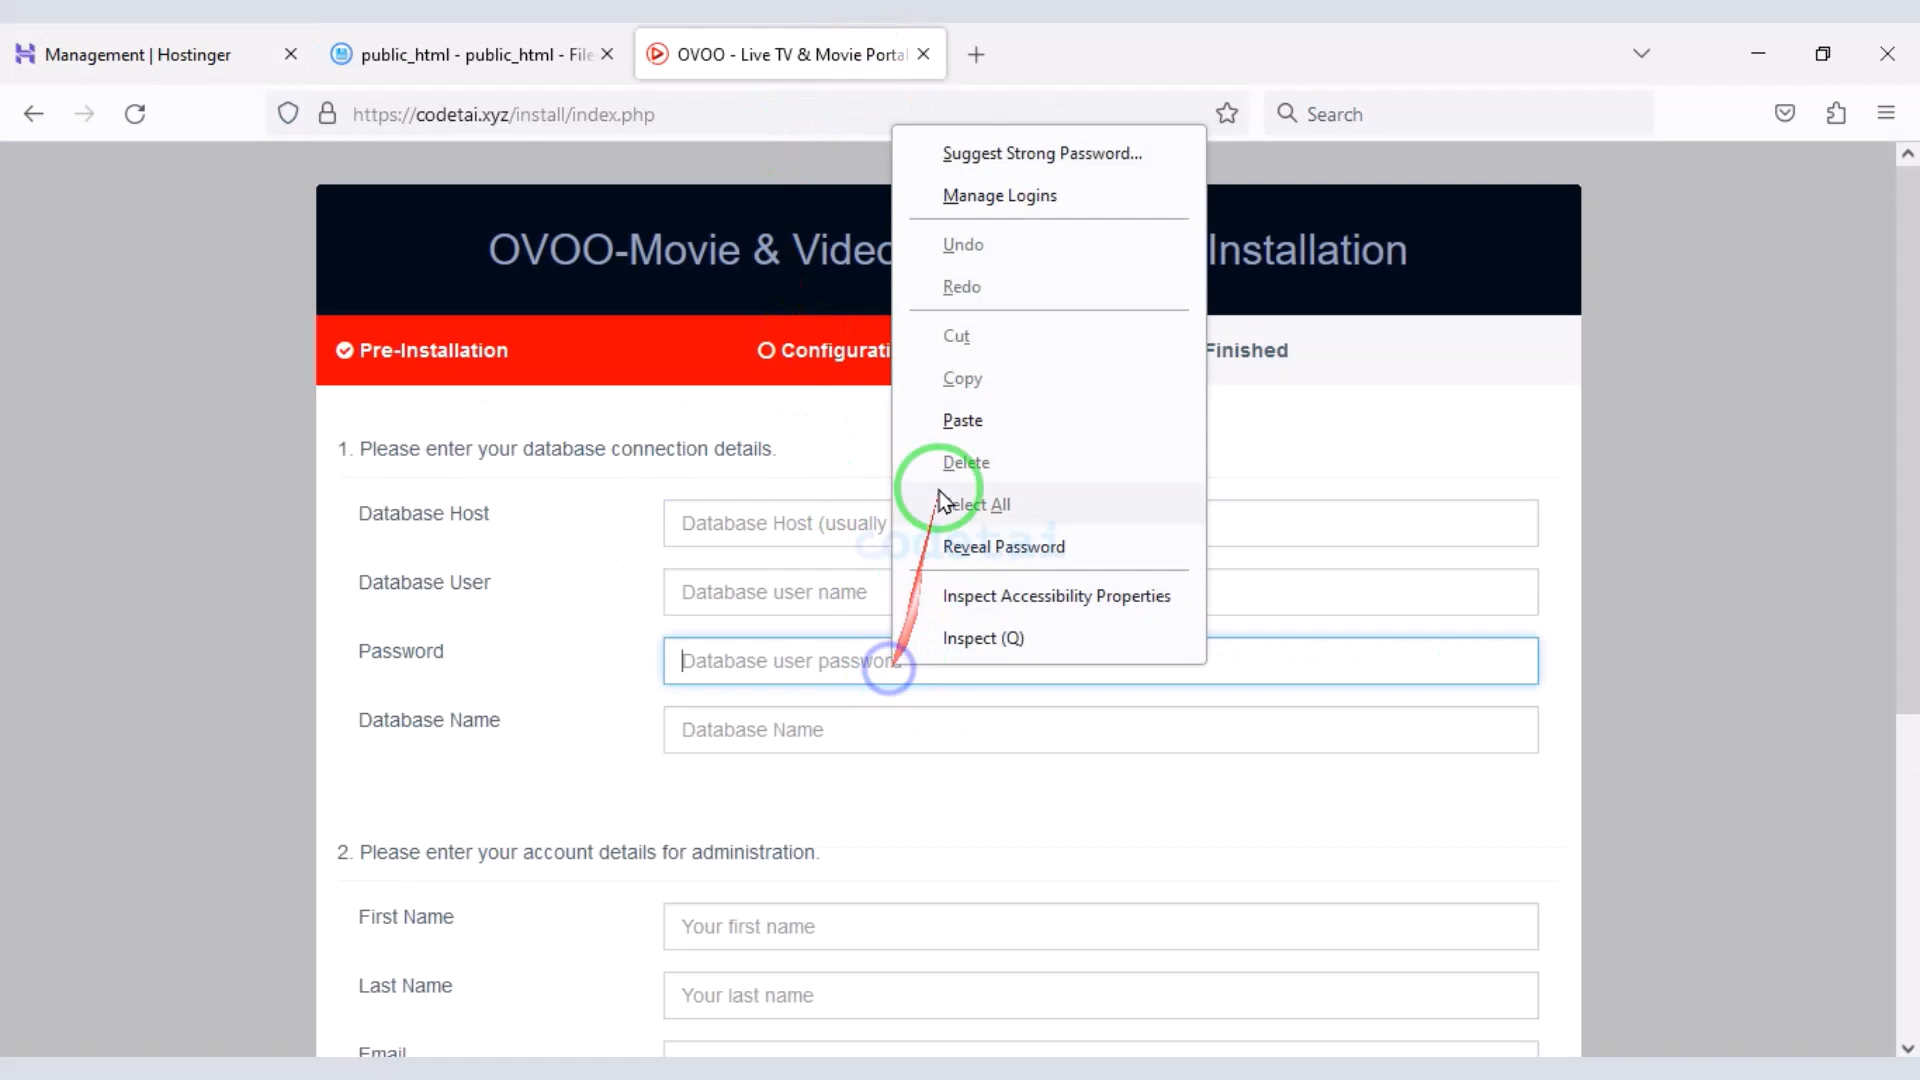 Management | Hostinger
public_html - public_html - File
OVOO - Live TV & Movie Porta
https://codetai.xyz/install/index.php
Search
Suggest Strong Password...
Manage Logins
Undo
Redo
Cut
Copy
Paste
Delete
elect All
Reveal Password
Inspect Accessibility Properties
Inspect (Q)
OVOO-Movie & Video Installation
Pre-Installation
Configurati
Finished
1. Please enter your database connection details.
Database Host
Database Host (usually
codetai
Database User
Database user name
Password
Database user password
Database Name
Database Name
2. Please enter your account details for administration.
First Name
Your first name
Last Name
Your last name
Email